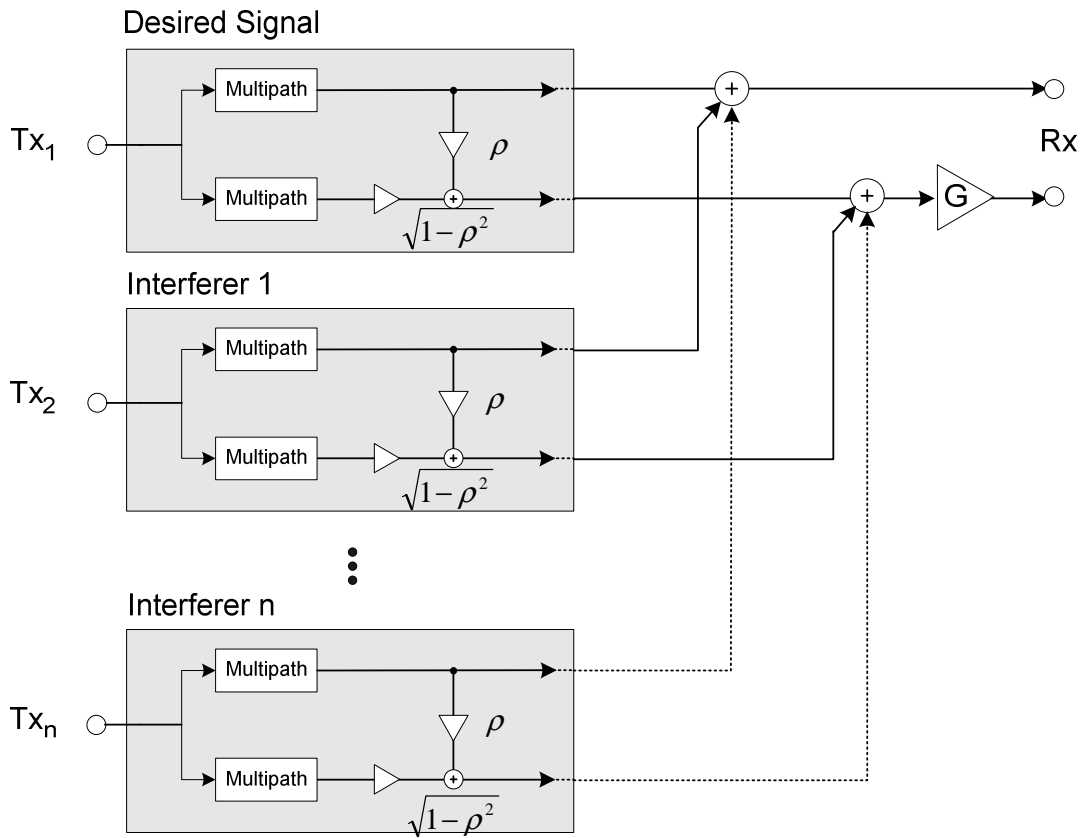 Desired Signal
Tx₁
Multipath
ρ
Multipath
√1−ρ²
G
Rx
Interferer 1
Tx₂
Multipath
ρ
Multipath
√1−ρ²
Interferer n
Txₙ
Multipath
ρ
Multipath
√1−ρ²